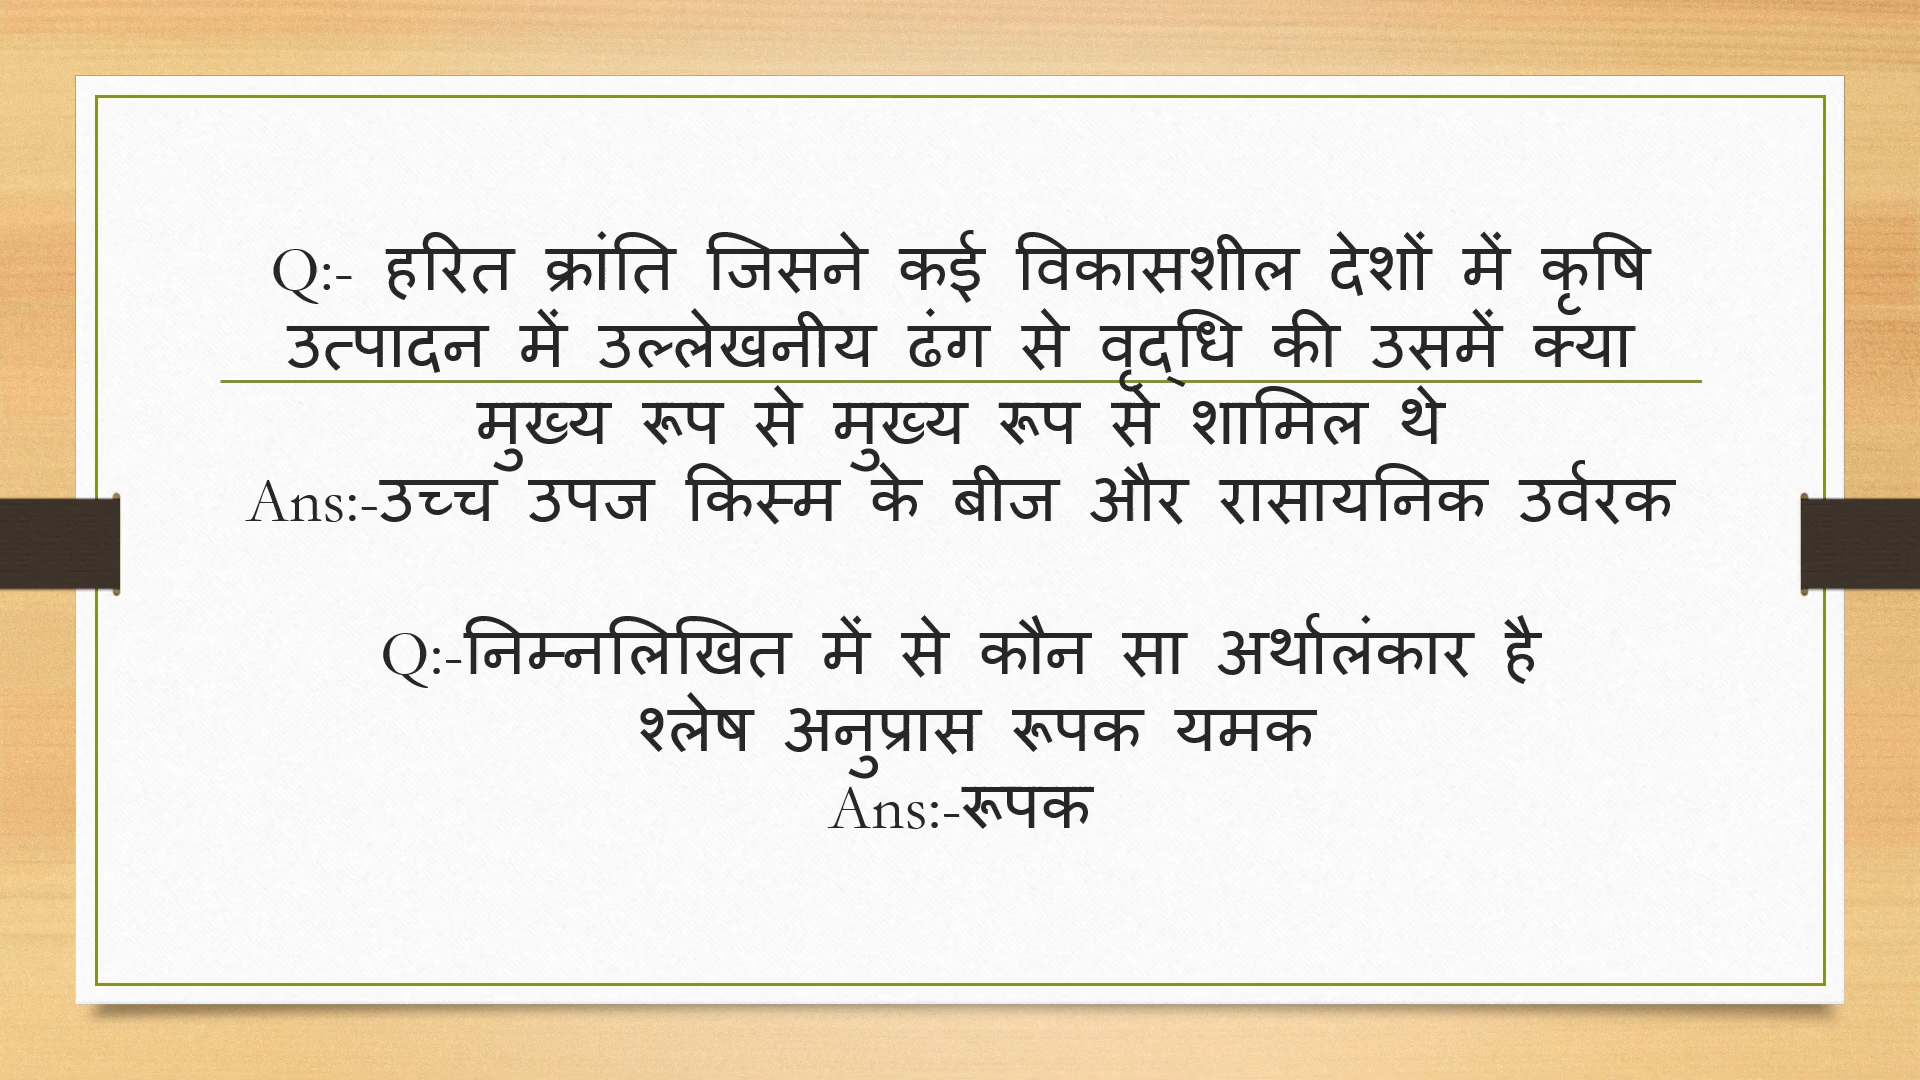 Q:- हरित क्रांति जिसने कई विकासशील देशों में कृषि
उत्पादन में उल्लेखनीय ढंग से वृद्धि की उसमें क्या
मुख्य रूप से मुख्य रूप से शामिल थे
Ans:-उच्च उपज किस्म के बीज और रासायनिक उर्वरक
Q:-निम्नलिखित में से कौन सा अर्थालंकार है
श्लेष अनुप्रास रूपक यमक
Ans:-रूपक